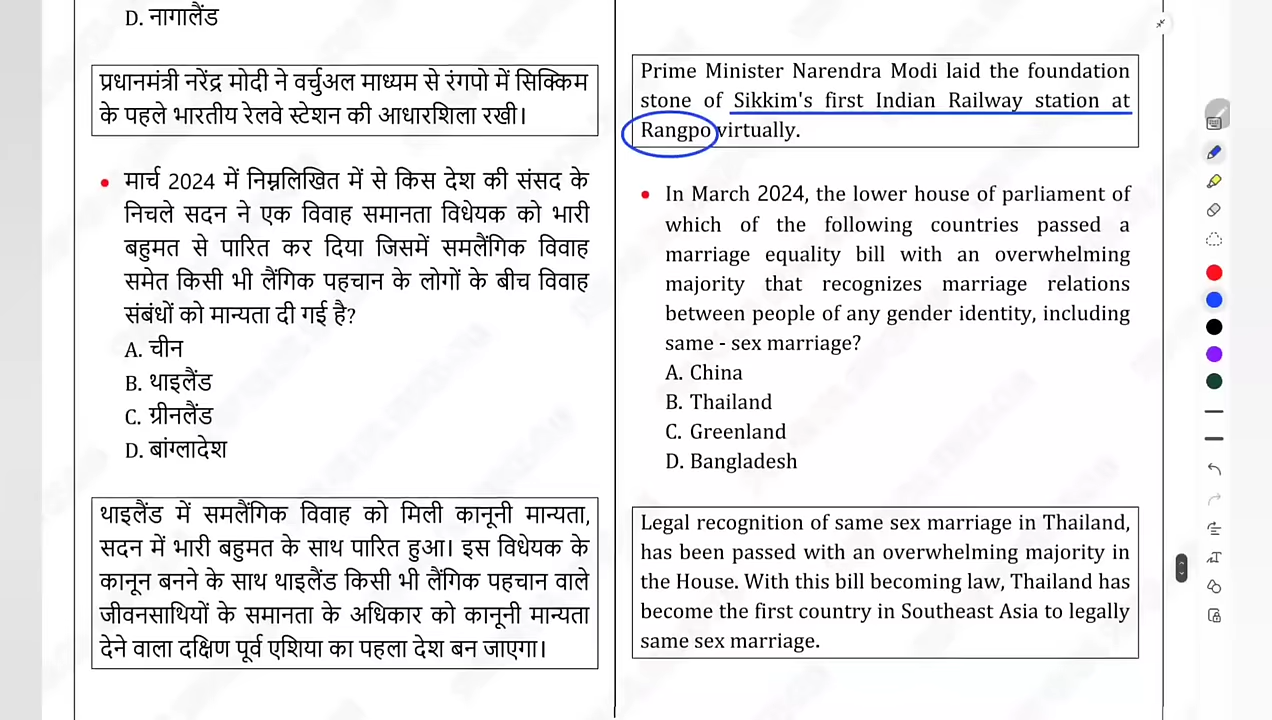 D. नागालैंड
प्रधानमंत्री नरेंद्र मोदी ने वर्चुअल माध्यम से रंगपो में सिक्किम
के पहले भारतीय रेलवे स्टेशन की आधारशिला रखी।
• मार्च 2024 में निम्नलिखित में से किस देश की संसद के
निचले सदन ने एक विवाह समानता विधेयक को भारी
बहुमत से पारित कर दिया जिसमें समलैंगिक विवाह
समेत किसी भी लैंगिक पहचान के लोगों के बीच विवाह
संबंधों को मान्यता दी गई है?
A. चीन
B. थाइलैंड
C. ग्रीनलैंड
D. बांग्लादेश
थाइलैंड में समलैंगिक विवाह को मिली कानूनी मान्यता,
सदन में भारी बहुमत के साथ पारित हुआ। इस विधेयक के
कानून बनने के साथ थाइलैंड किसी भी लैंगिक पहचान वाले
जीवनसाथियों के समानता के अधिकार को कानूनी मान्यता
देने वाला दक्षिण पूर्व एशिया का पहला देश बन जाएगा।
Prime Minister Narendra Modi laid the foundation
stone of Sikkim's first Indian Railway station at
Rangpo virtually.
• In March 2024, the lower house of parliament of
which of the following countries passed a
marriage equality bill with an overwhelming
majority that recognizes marriage relations
between people of any gender identity, including
same - sex marriage?
A. China
B. Thailand
C. Greenland
D. Bangladesh
Legal recognition of same sex marriage in Thailand,
has been passed with an overwhelming majority in
the House. With this bill becoming law, Thailand has
become the first country in Southeast Asia to legally
same sex marriage.